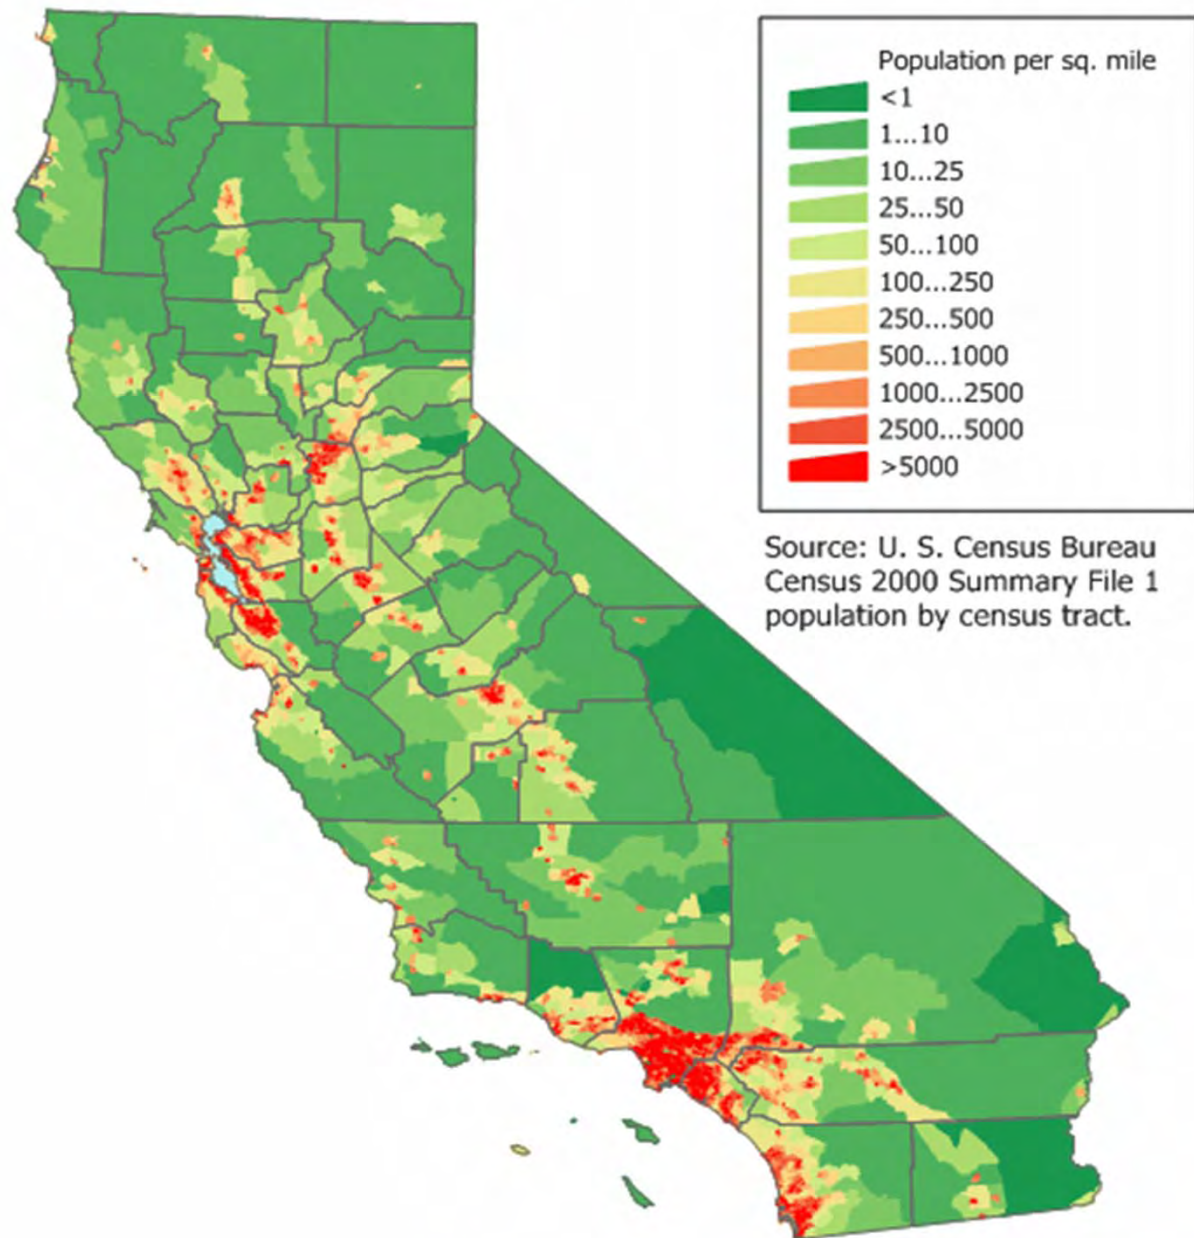 Population per sq. mile
<1
1...10
10...25
25...50
50...100
100...250
250...500
500...1000
1000...2500
2500...5000
>5000
Source: U. S. Census Bureau
Census 2000 Summary File 1
population by census tract.